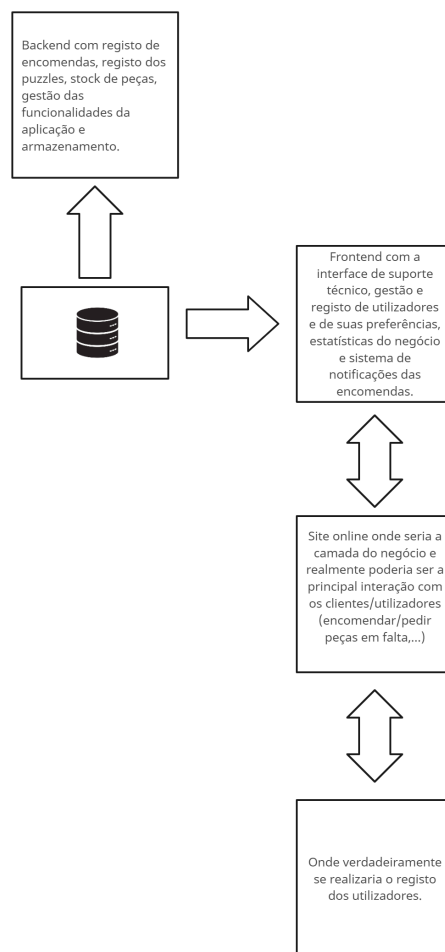 Backend com registo de
encomendas, registo dos
puzzles, stock de peças,
gestão das
funcionalidades da
aplicação e
armazenamento.
Frontend com a
interface de suporte
técnico, gestão e
registo de utilizadores
e de suas preferências,
estatísticas do negócio
e sistema de
notificações das
encomendas.
Site online onde seria a
camada do negócio e
realmente poderia ser a
principal interação com
os clientes/utilizadores
(encomendar/pedir
peças em falta,...)
Onde verdadeiramente
se realizaria o registo
dos utilizadores.